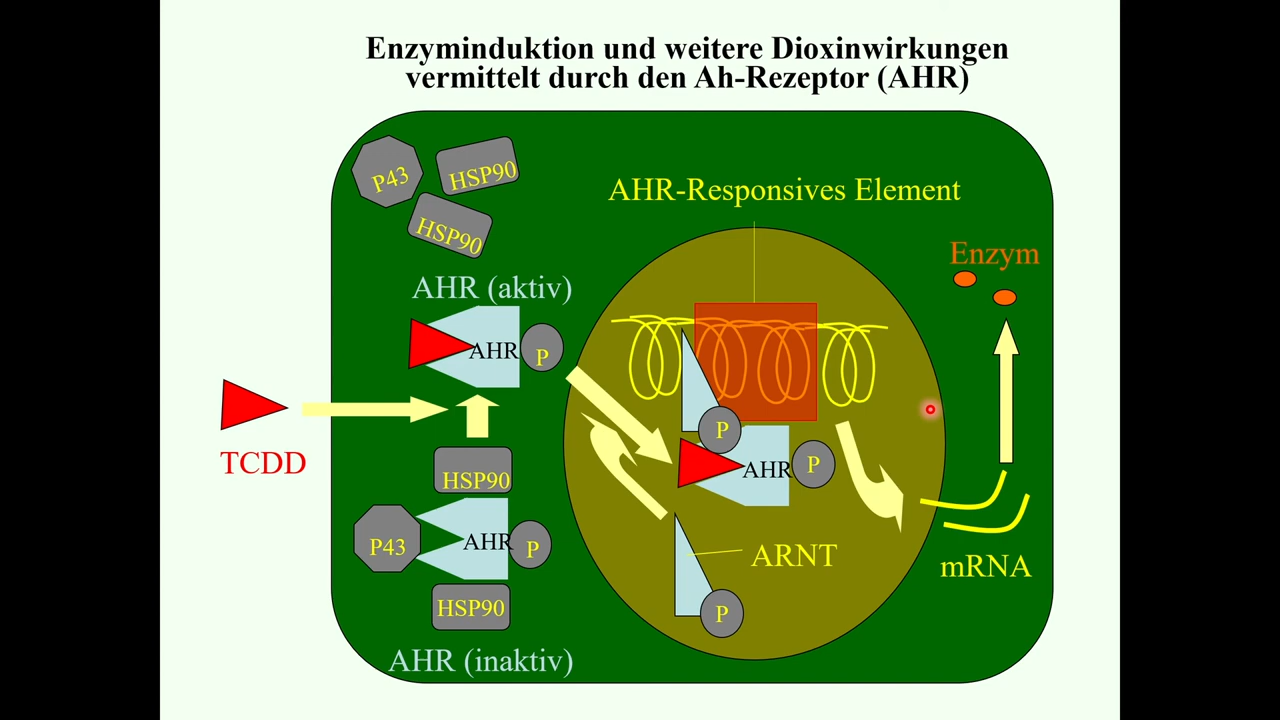 Enzyminduktion und weitere Dioxinwirkungen
vermittelt durch den Ah-Rezeptor (AHR)
P43
HSP90
HSP90
AHR-Responsives Element
Enzym
AHR (aktiv)
AHR
P
TCDD
P
AHR
P
HSP90
P43
AHR
P
ARNT
mRNA
HSP90
P
AHR (inaktiv)